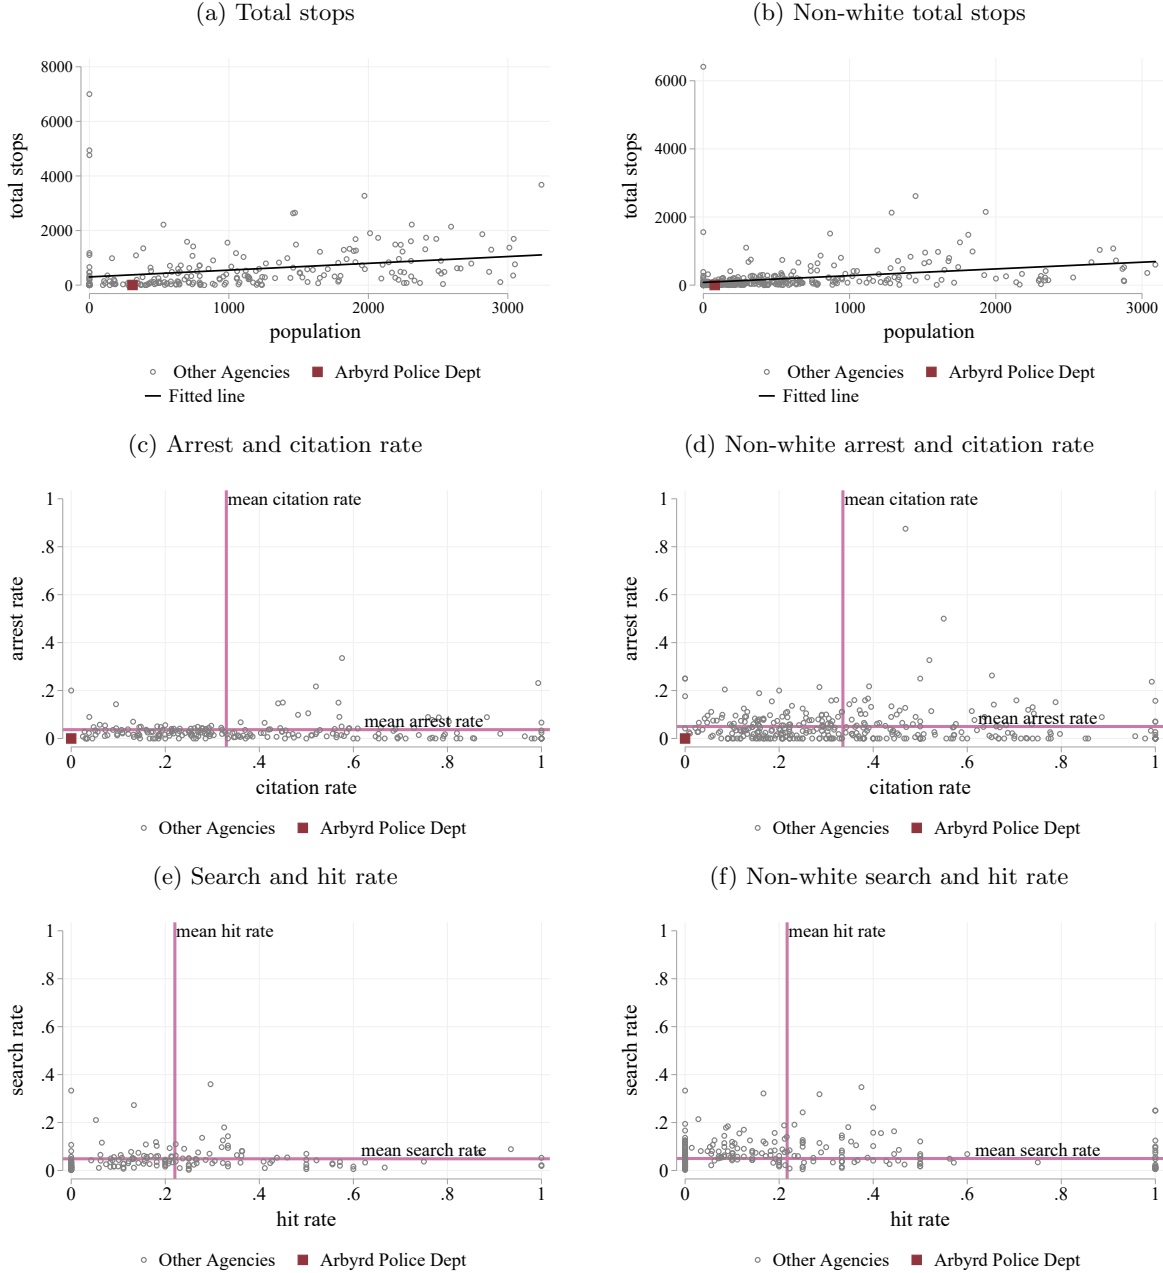 (a) Total stops
(b) Non-white total stops
total stops
8000
6000
4000
2000
0
0 1000 2000 3000
population
Other Agencies Arbyrd Police Dept
Fitted line
total stops
6000
4000
2000
0
0 1000 2000 3000
population
Other Agencies Arbyrd Police Dept
Fitted line
(c) Arrest and citation rate
(d) Non-white arrest and citation rate
arrest rate
1
.8
.6
.4
.2
0
mean citation rate
mean arrest rate
0 .2 .4 .6 .8 1
citation rate
Other Agencies Arbyrd Police Dept
arrest rate
1
.8
.6
.4
.2
0
mean citation rate
mean arrest rate
0 .2 .4 .6 .8 1
citation rate
Other Agencies Arbyrd Police Dept
(e) Search and hit rate
(f) Non-white search and hit rate
search rate
1
.8
.6
.4
.2
0
mean hit rate
mean search rate
0 .2 .4 .6 .8 1
hit rate
Other Agencies Arbyrd Police Dept
search rate
1
.8
.6
.4
.2
0
mean hit rate
mean search rate
0 .2 .4 .6 .8 1
hit rate
Other Agencies Arbyrd Police Dept